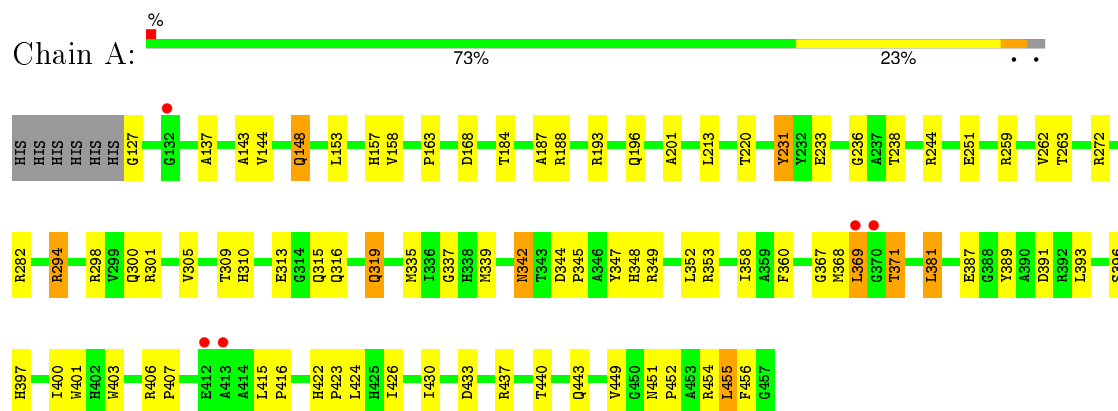 %
Chain A:
73% 23% • •
HIS HIS HIS HIS HIS HIS G127 G132 A137 A143 V144 Q148 L153 H157 V158 P163 D168 T184 A187 R188 R193 Q196 A201 L213 T220 Y231 Y232 E233 G236 A237 T238 R244 E251 R259 V262 T263 R272
R282 R294 R298 V299 Q300 R301 V305 T309 H310 E313 G314 Q315 Q316 Q319 M335 I336 G337 H338 M339 N342 T343 D344 P345 A346 Y347 H348 R349 L352 R353 I358 A359 F360 G367 M368 L369 G370 T371 L381 E387 G388 Y389 A390 D391 R392 L393 S396
H397 I400 W401 H402 W403 R406 P407 E412 A413 A414 L415 P416 H422 P423 L424 H425 I426 I430 D433 R437 T440 Q443 V449 G450 N451 P452 A453 R454 L455 F456 G457